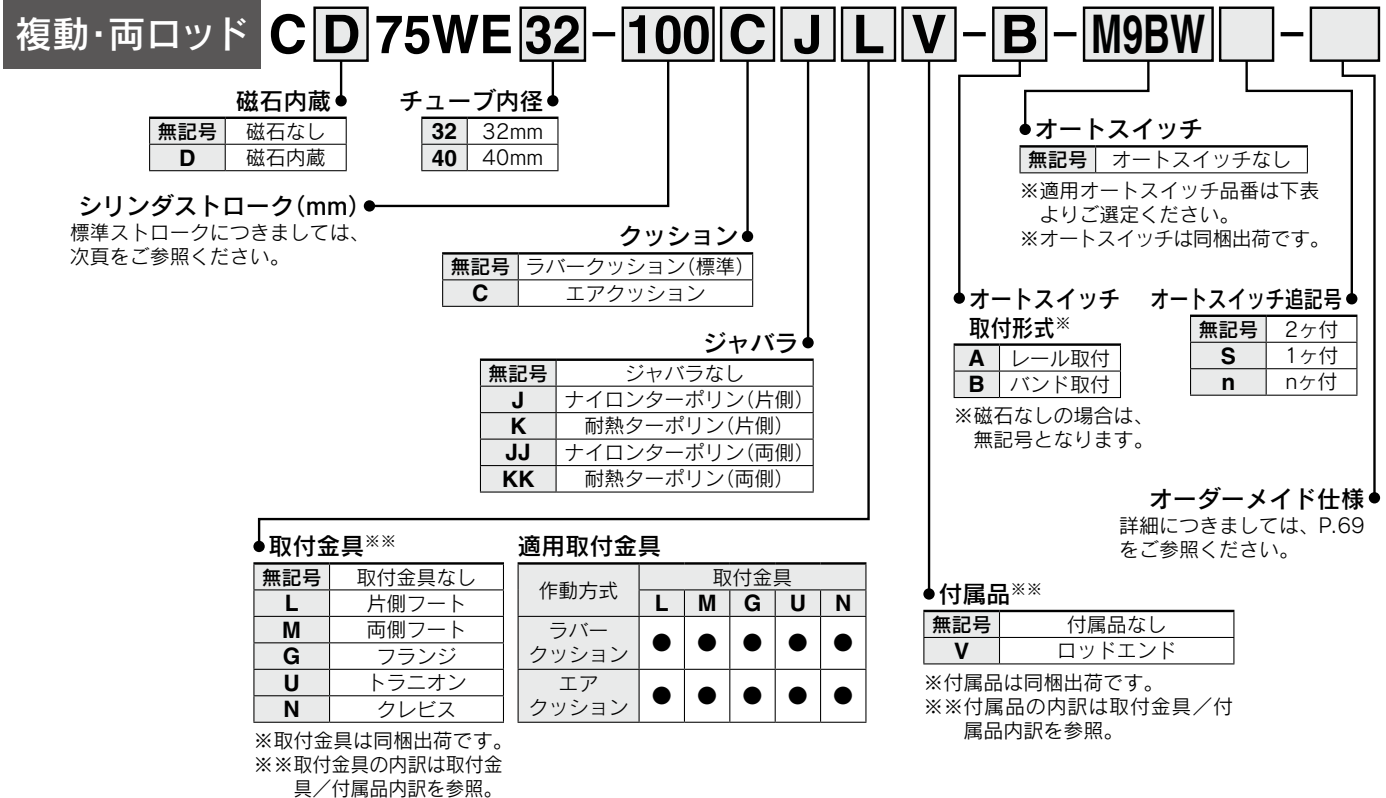 複動・両ロッド CD75WE32-100CJLV-B-M9BW□-□
磁石内蔵
無記号 磁石なし
D 磁石内蔵
チューブ内径
32 32mm
40 40mm
シリンダストローク(mm)
標準ストロークにつきましては、
次頁をご参照ください。
クッション
無記号 ラバークッション(標準)
C エアクッション
ジャバラ
無記号 ジャバラなし
J ナイロンターポリン(片側)
K 耐熱ターポリン(片側)
JJ ナイロンターポリン(両側)
KK 耐熱ターポリン(両側)
オートスイッチ
無記号 オートスイッチなし
※適用オートスイッチ品番は下表
よりご選定ください。
※オートスイッチは同梱出荷です。
オートスイッチ
取付形式※
A レール取付
B バンド取付
※磁石なしの場合は、
無記号となります。
オートスイッチ追記号
無記号 2ヶ付
S 1ヶ付
n nヶ付
オーダーメイド仕様
詳細につきましては、P.69
をご参照ください。
取付金具※※
無記号 取付金具なし
L 片側フート
M 両側フート
G フランジ
U トラニオン
N クレビス
※取付金具は同梱出荷です。
※※取付金具の内訳は取付金
具/付属品内訳を参照。
適用取付金具
作動方式 取付金具
L M G U N
ラバー
クッション ● ● ● ● ●
エア
クッション ● ● ● ● ●
付属品※※
無記号 付属品なし
V ロッドエンド
※付属品は同梱出荷です。
※※付属品の内訳は取付金具/付
属品内訳を参照。